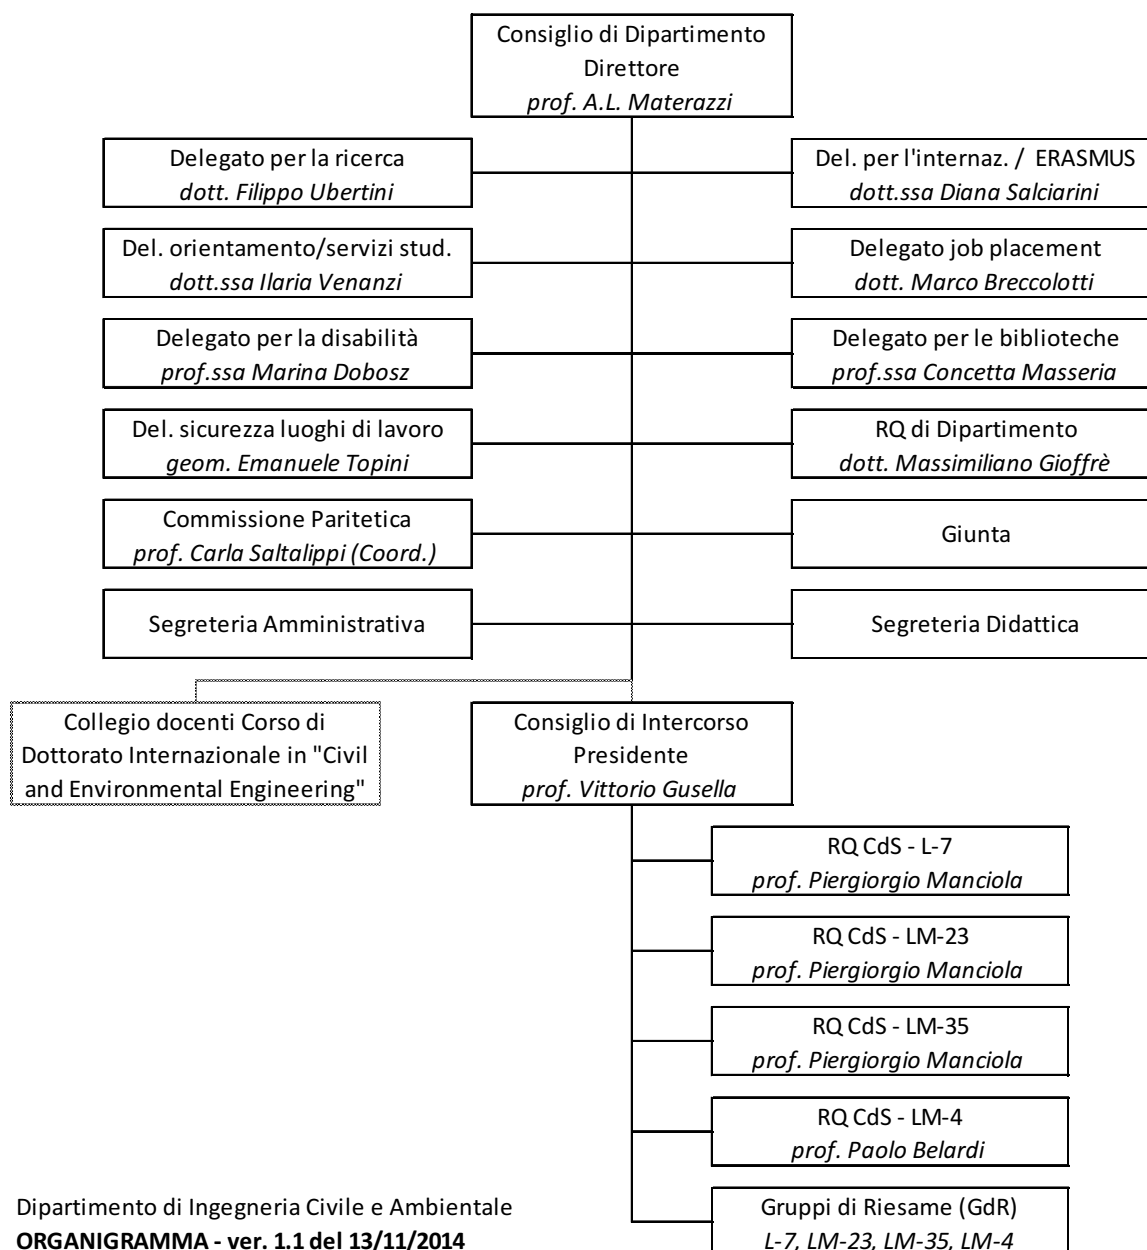 Consiglio di Dipartimento
Direttore
prof. A.L. Materazzi
Delegato per la ricerca
dott. Filippo Ubertini
Del. per l'internaz. / ERASMUS
dott.ssa Diana Salciarini
Del. orientamento/servizi stud.
dott.ssa Ilaria Venanzi
Delegato job placement
dott. Marco Breccolotti
Delegato per la disabilità
prof.ssa Marina Dobosz
Delegato per le biblioteche
prof.ssa Concetta Masseria
Del. sicurezza luoghi di lavoro
geom. Emanuele Topini
RQ di Dipartimento
dott. Massimiliano Gioffrè
Commissione Paritetica
prof. Carla Saltalippi (Coord.)
Giunta
Segreteria Amministrativa
Segreteria Didattica
Collegio docenti Corso di
Dottorato Internazionale in "Civil
and Environmental Engineering"
Consiglio di Intercorso
Presidente
prof. Vittorio Gusella
RQ CdS - L-7
prof. Piergiorgio Manciola
RQ CdS - LM-23
prof. Piergiorgio Manciola
RQ CdS - LM-35
prof. Piergiorgio Manciola
RQ CdS - LM-4
prof. Paolo Belardi
Gruppi di Riesame (GdR)
L-7, LM-23, LM-35, LM-4
Dipartimento di Ingegneria Civile e Ambientale
ORGANIGRAMMA - ver. 1.1 del 13/11/2014